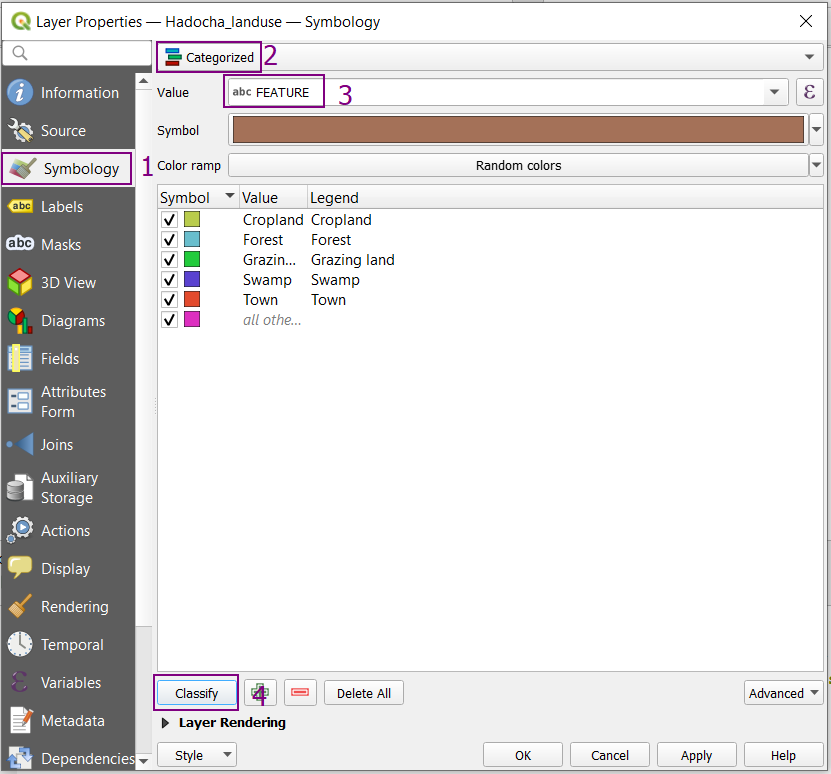 Layer Properties — Hadocha_landuse — Symbology
Categorized 2
Information
Value abc FEATURE 3 ε
Source
Symbol
1 Symbology
Color ramp Random colors
Symbol Value Legend
abc Labels
Cropland Cropland
abc Masks
Forest Forest
Grazin... Grazing land
3D View
Swamp Swamp
Town Town
Diagrams
all othe...
Fields
Attributes
Form
Joins
Auxiliary
Storage
Actions
Display
Rendering
Temporal
ε Variables
Classify 4 Delete All Advanced
Metadata
Layer Rendering
Dependencies
Style OK Cancel Apply Help